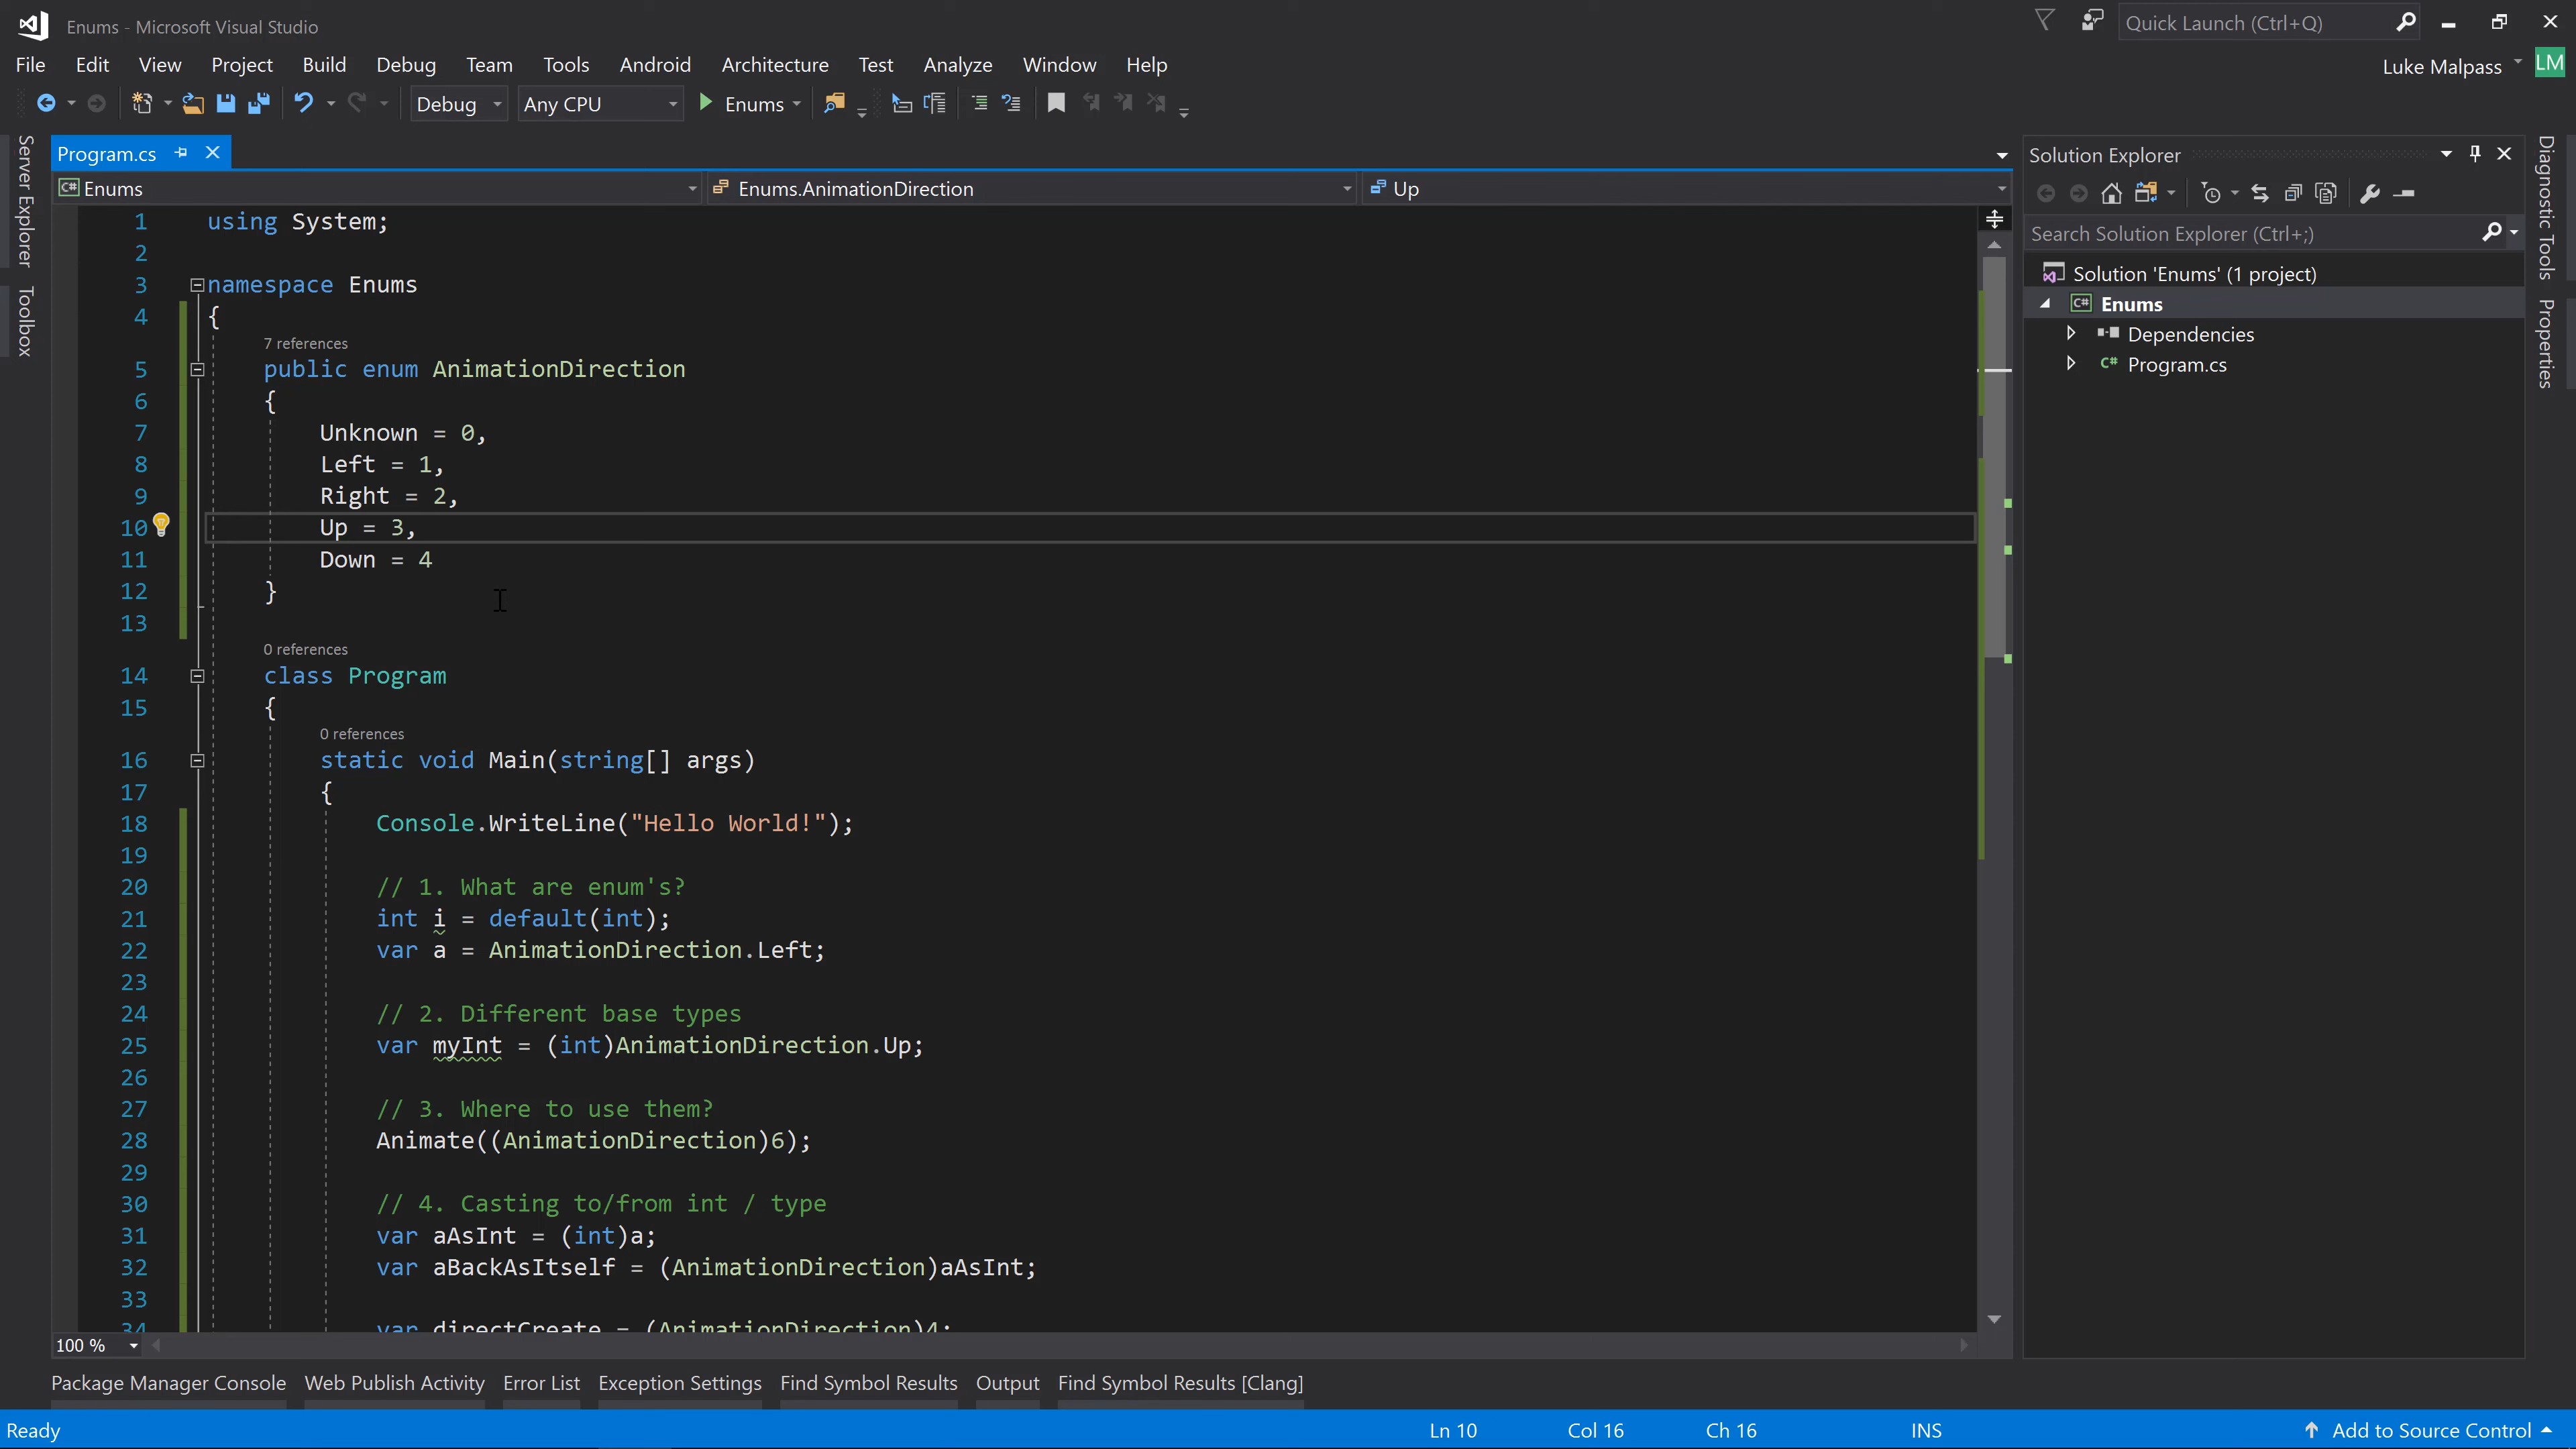 Enums - Microsoft Visual Studio
Quick Launch (Ctrl+Q)
File Edit View Project Build Debug Team Tools Android Architecture Test Analyze Window Help
Luke Malpass LM
Debug Any CPU Enums
Server Explorer
Toolbox
Program.cs
C# Enums Enums.AnimationDirection Up
1 using System;
2
3 namespace Enums
4 {
7 references
5 public enum AnimationDirection
6 {
7 Unknown = 0,
8 Left = 1,
9 Right = 2,
10 Up = 3,
11 Down = 4
12 }
13
0 references
14 class Program
15 {
0 references
16 static void Main(string[] args)
17 {
18 Console.WriteLine("Hello World!");
19
20 // 1. What are enum's?
21 int i = default(int);
22 var a = AnimationDirection.Left;
23
24 // 2. Different base types
25 var myInt = (int)AnimationDirection.Up;
26
27 // 3. Where to use them?
28 Animate((AnimationDirection)6);
29
30 // 4. Casting to/from int / type
31 var aAsInt = (int)a;
32 var aBackAsItself = (AnimationDirection)aAsInt;
33
34 var directCreate = (AnimationDirection)4;
100 %
Solution Explorer
Search Solution Explorer (Ctrl+;)
Solution 'Enums' (1 project)
C# Enums
Dependencies
C# Program.cs
Diagnostic Tools
Properties
Package Manager Console Web Publish Activity Error List Exception Settings Find Symbol Results Output Find Symbol Results [Clang]
Ready Ln 10 Col 16 Ch 16 INS Add to Source Control